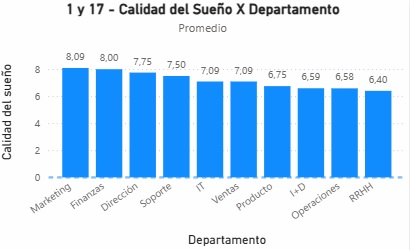 1 y 17 - Calidad del Sueño X Departamento
Promedio
Calidad del sueño
8
6
4
2
0
8,09
8,00
7,75
7,50
7,09
7,09
6,75
6,59
6,58
6,40
Marketing
Finanzas
Dirección
Soporte
IT
Ventas
Producto
I+D
Operaciones
RRHH
Departamento